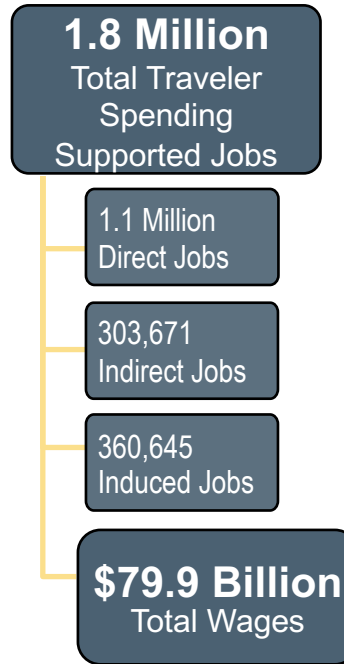 1.8 Million
Total Traveler
Spending
Supported Jobs
1.1 Million
Direct Jobs
303,671
Indirect Jobs
360,645
Induced Jobs
$79.9 Billion
Total Wages